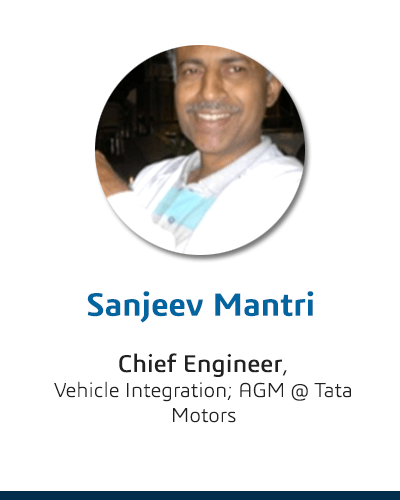 Sanjeev Mantri
Chief Engineer,
Vehicle Integration; AGM @ Tata
Motors